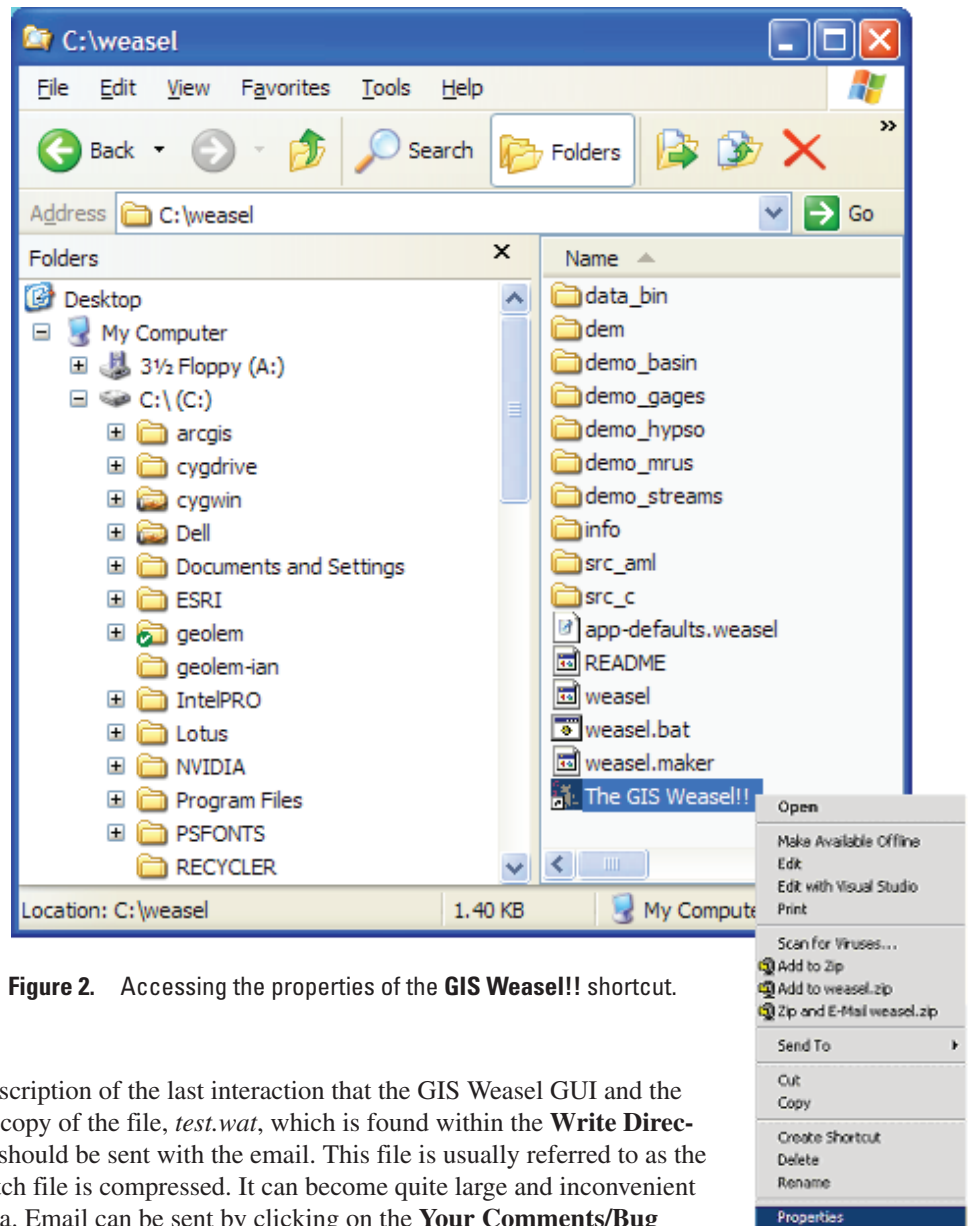 C:\weasel
File Edit View Favorites Tools Help
Back Search Folders »
Address C:\weasel Go
Folders x
Desktop
My Computer
3½ Floppy (A:)
C:\ (C:)
arcgis
cygdrive
cygwin
Dell
Documents and Settings
ESRI
geolem
geolem-ian
IntelPRO
Lotus
NVIDIA
Program Files
PSFONTS
RECYCLER
Name
data_bin
dem
demo_basin
demo_gages
demo_hypso
demo_mrus
demo_streams
info
src_aml
src_c
app-defaults.weasel
README
weasel
weasel.bat
weasel.maker
The GIS Weasel!!
Location: C:\weasel 1.40 KB My Compute
Open
Make Available Offline
Edit
Edit with Visual Studio
Print
Scan for Viruses...
Add to Zip
Add to weasel.zip
Zip and E-Mail weasel.zip
Send To
Cut
Copy
Create Shortcut
Delete
Rename
Properties
Figure 2. Accessing the properties of the GIS Weasel!! shortcut.
scription of the last interaction that the GIS Weasel GUI and the
copy of the file, test.wat, which is found within the Write Direc-
should be sent with the email. This file is usually referred to as the
tch file is compressed. It can become quite large and inconvenient
a. Email can be sent by clicking on the Your Comments/Bug